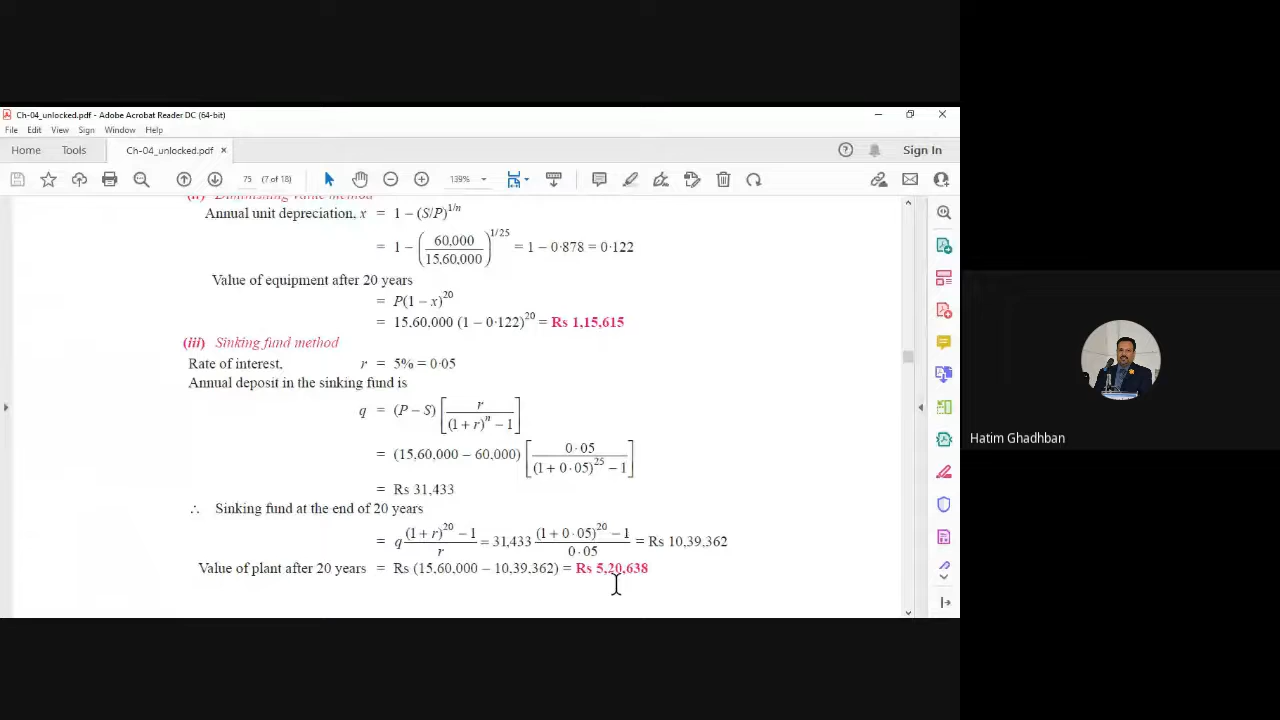 Ch-04_unlocked.pdf - Adobe Acrobat Reader DC (64-bit)
File Edit View Sign Window Help
Home Tools Ch-04_unlocked.pdf × Sign In
75 (7 of 18) 139%
(ii) Diminishing value method
Annual unit depreciation, x = 1 – (S/P)^1/n
= 1 – (60,000 / 15,60,000)^1/25 = 1 – 0·878 = 0·122
Value of equipment after 20 years
= P(1 – x)^20
= 15,60,000 (1 – 0·122)^20 = Rs 1,15,615
(iii) Sinking fund method
Rate of interest, r = 5% = 0·05
Annual deposit in the sinking fund is
q = (P – S) [r / (1 + r)^n – 1]
= (15,60,000 – 60,000) [0·05 / (1 + 0·05)^25 – 1]
= Rs 31,433
∴ Sinking fund at the end of 20 years
= q (1 + r)^20 – 1 / r = 31,433 (1 + 0·05)^20 – 1 / 0·05 = Rs 10,39,362
Value of plant after 20 years = Rs (15,60,000 – 10,39,362) = Rs 5,20,638
Hatim Ghadhban